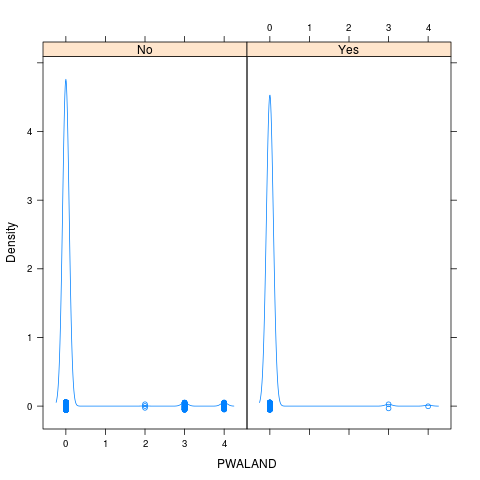 0 1 2 3 4
No Yes
4
3
2
1
0
Density
0 1 2 3 4
PWALAND